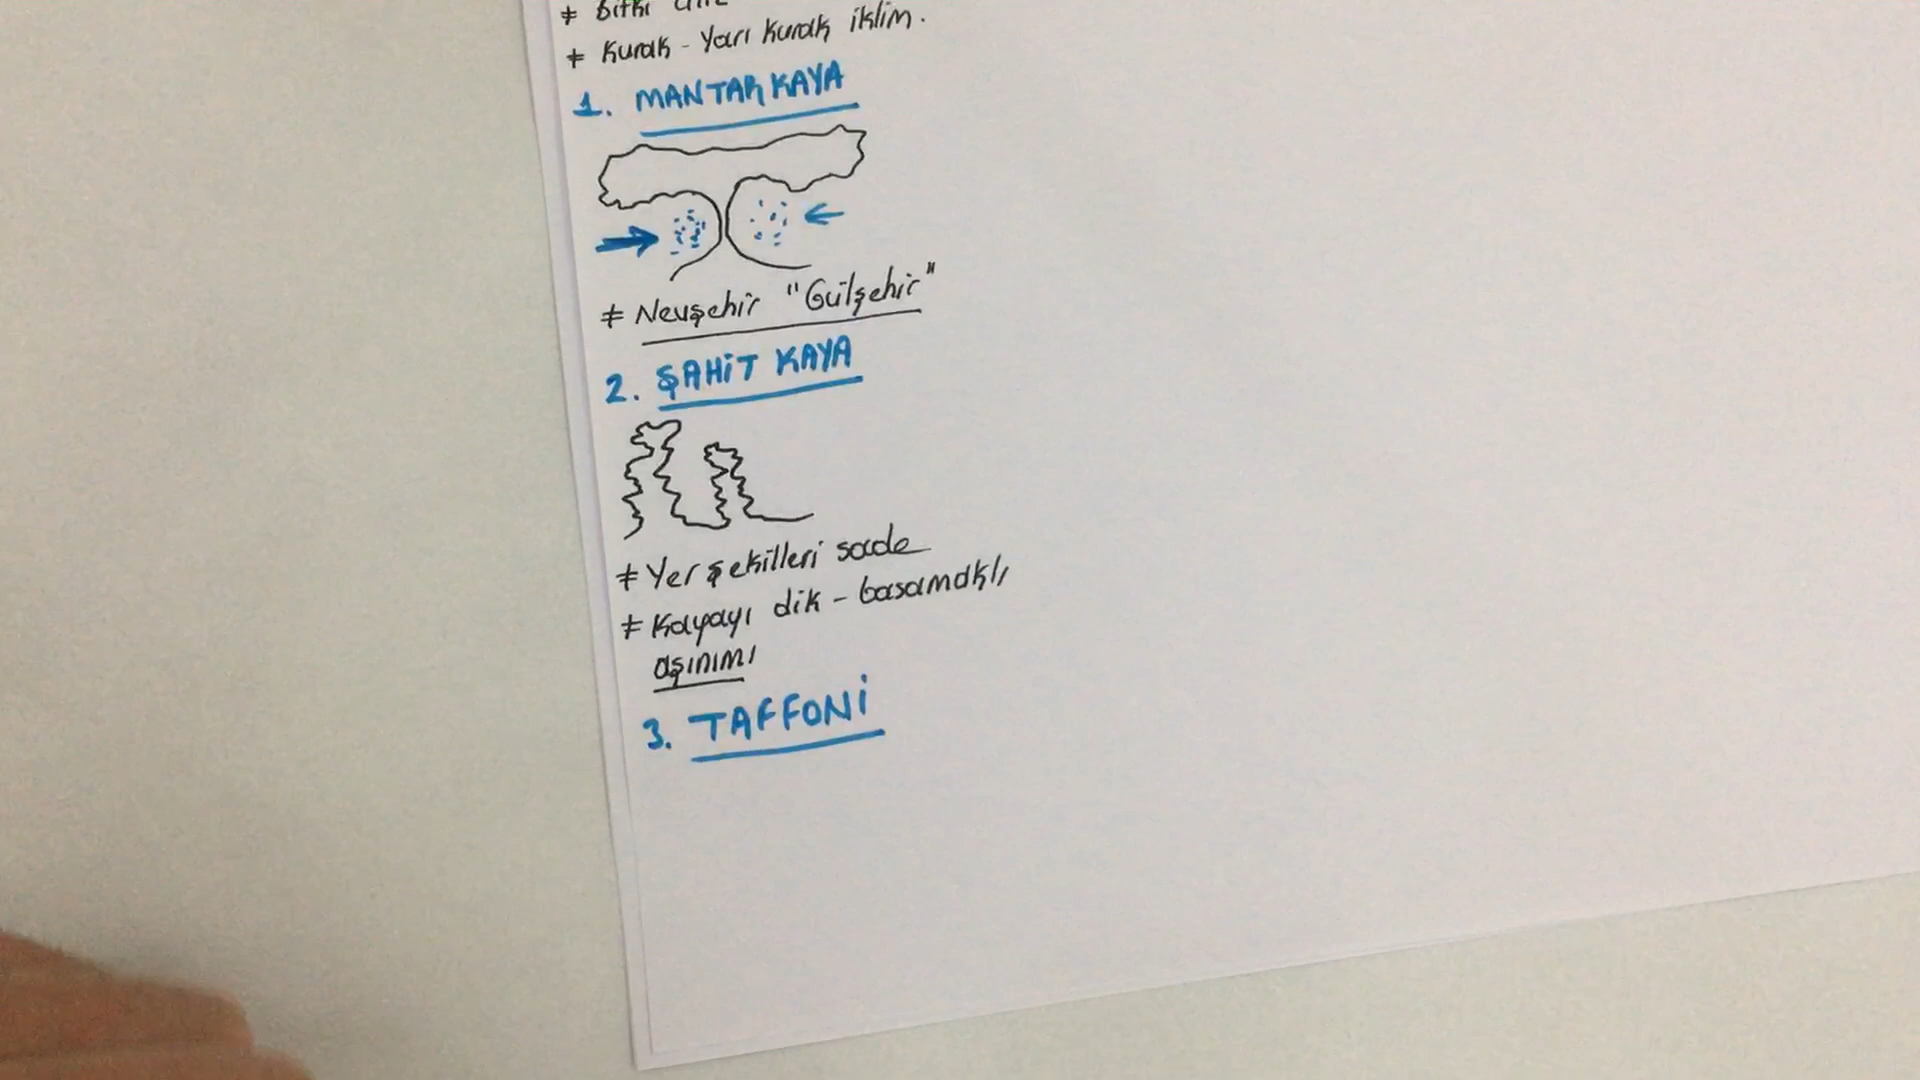 # Bitki
# Kurak - Yarı kurak iklim.
1. MANTAR KAYA
# Nevşehir "Gülşehir"
2. ŞAHİT KAYA
# Yer şekilleri sade
# Kayayı dik - basamaklı
aşınımı
3. TAFFONİ